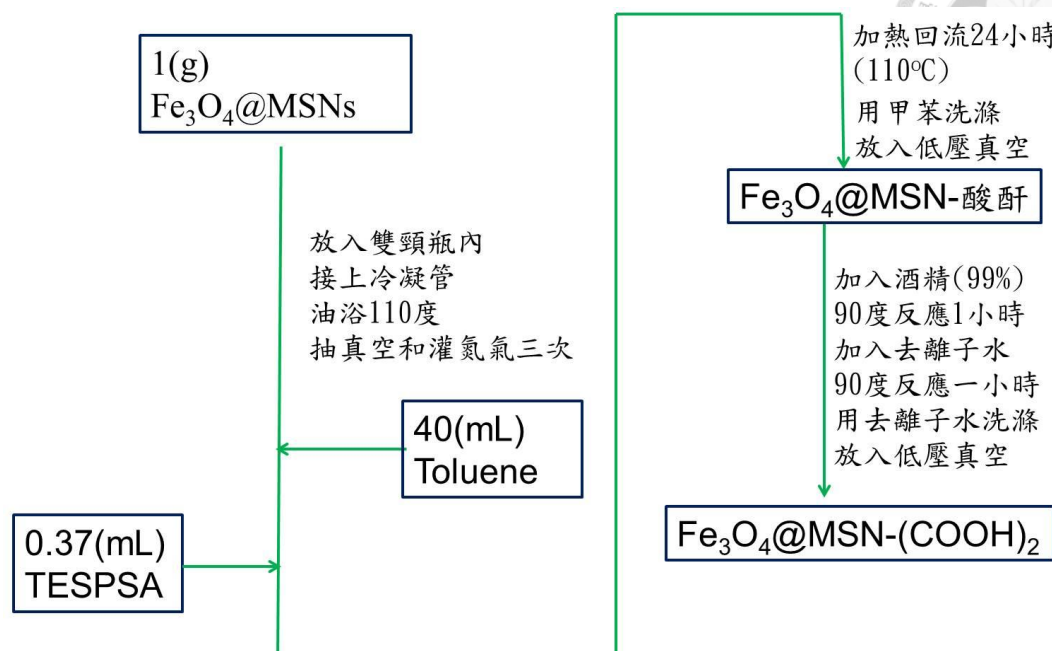 1(g)
Fe₃O₄@MSNs
放入雙頸瓶內
接上冷凝管
油浴110度
抽真空和灌氮氣三次
40(mL)
Toluene
0.37(mL)
TESPSA
加熱回流24小時
(110ºC)
用甲苯洗滌
放入低壓真空
Fe₃O₄@MSN-酸酐
加入酒精(99%)
90度反應1小時
加入去離子水
90度反應一小時
用去離子水洗滌
放入低壓真空
Fe₃O₄@MSN-(COOH)₂